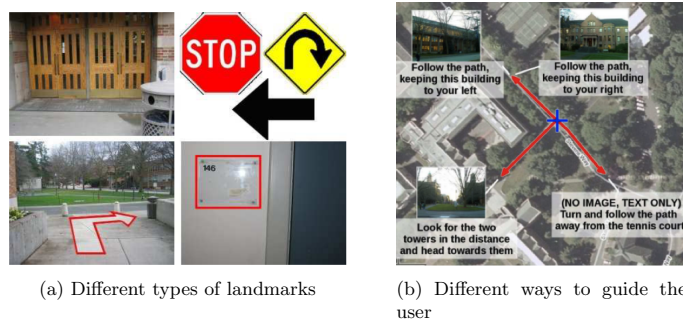 STOP
146
(a) Different types of landmarks
Follow the path,
keeping this building
to your left
Follow the path,
keeping this building
to your right
Look for the two
towers in the distance
and head towards them
(NO IMAGE, TEXT ONLY)
Turn and follow the path
away from the tennis court
(b) Different ways to guide the
user